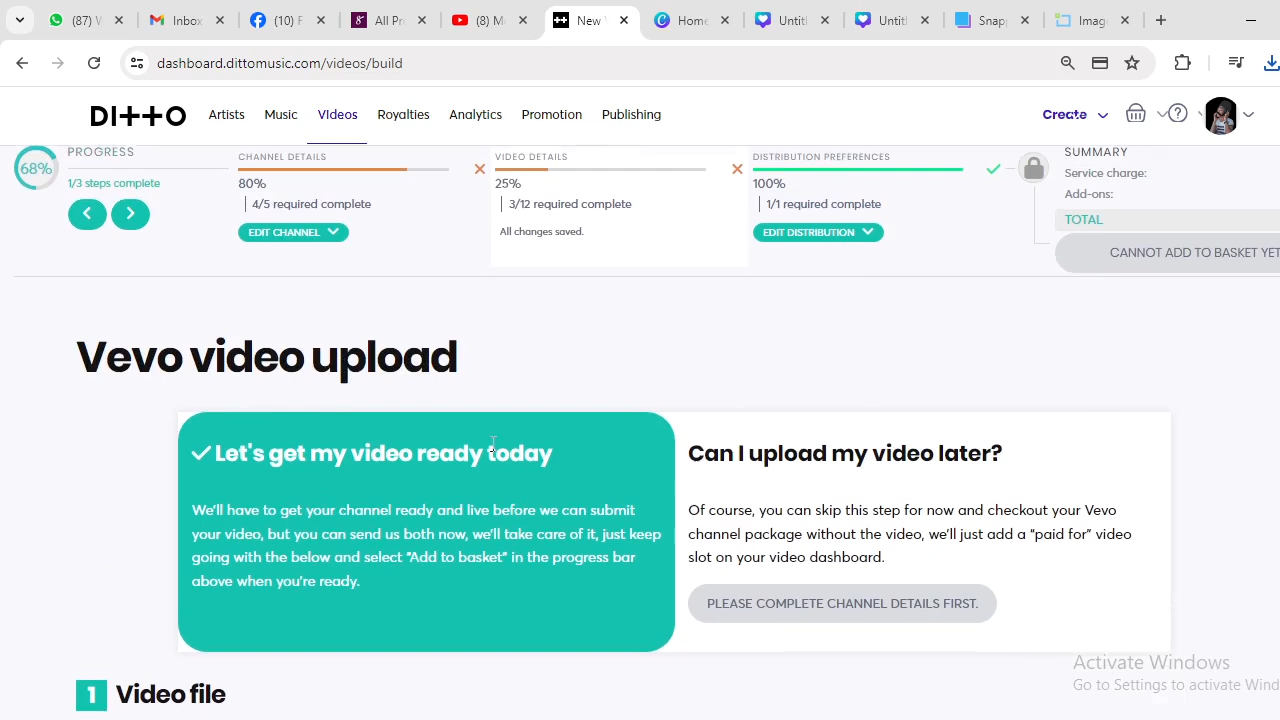 (87) W
Inbox
(10) F
All Pr
(8) M
New
Home
Untitl
Untitl
Snap
Imag
dashboard.dittomusic.com/videos/build
DITTO
Artists
Music
Videos
Royalties
Analytics
Promotion
Publishing
Create
68%
PROGRESS
1/3 steps complete
CHANNEL DETAILS
80%
4/5 required complete
EDIT CHANNEL
VIDEO DETAILS
25%
3/12 required complete
All changes saved.
DISTRIBUTION PREFERENCES
100%
1/1 required complete
EDIT DISTRIBUTION
SUMMARY
Service charge:
Add-ons:
TOTAL
CANNOT ADD TO BASKET YET
Vevo video upload
Let's get my video ready today
We'll have to get your channel ready and live before we can submit
your video, but you can send us both now, we'll take care of it, just keep
going with the below and select "Add to basket" in the progress bar
above when you're ready.
Can I upload my video later?
Of course, you can skip this step for now and checkout your Vevo
channel package without the video, we'll just add a "paid for" video
slot on your video dashboard.
PLEASE COMPLETE CHANNEL DETAILS FIRST.
Activate Windows
Go to Settings to activate Wind
1 Video file